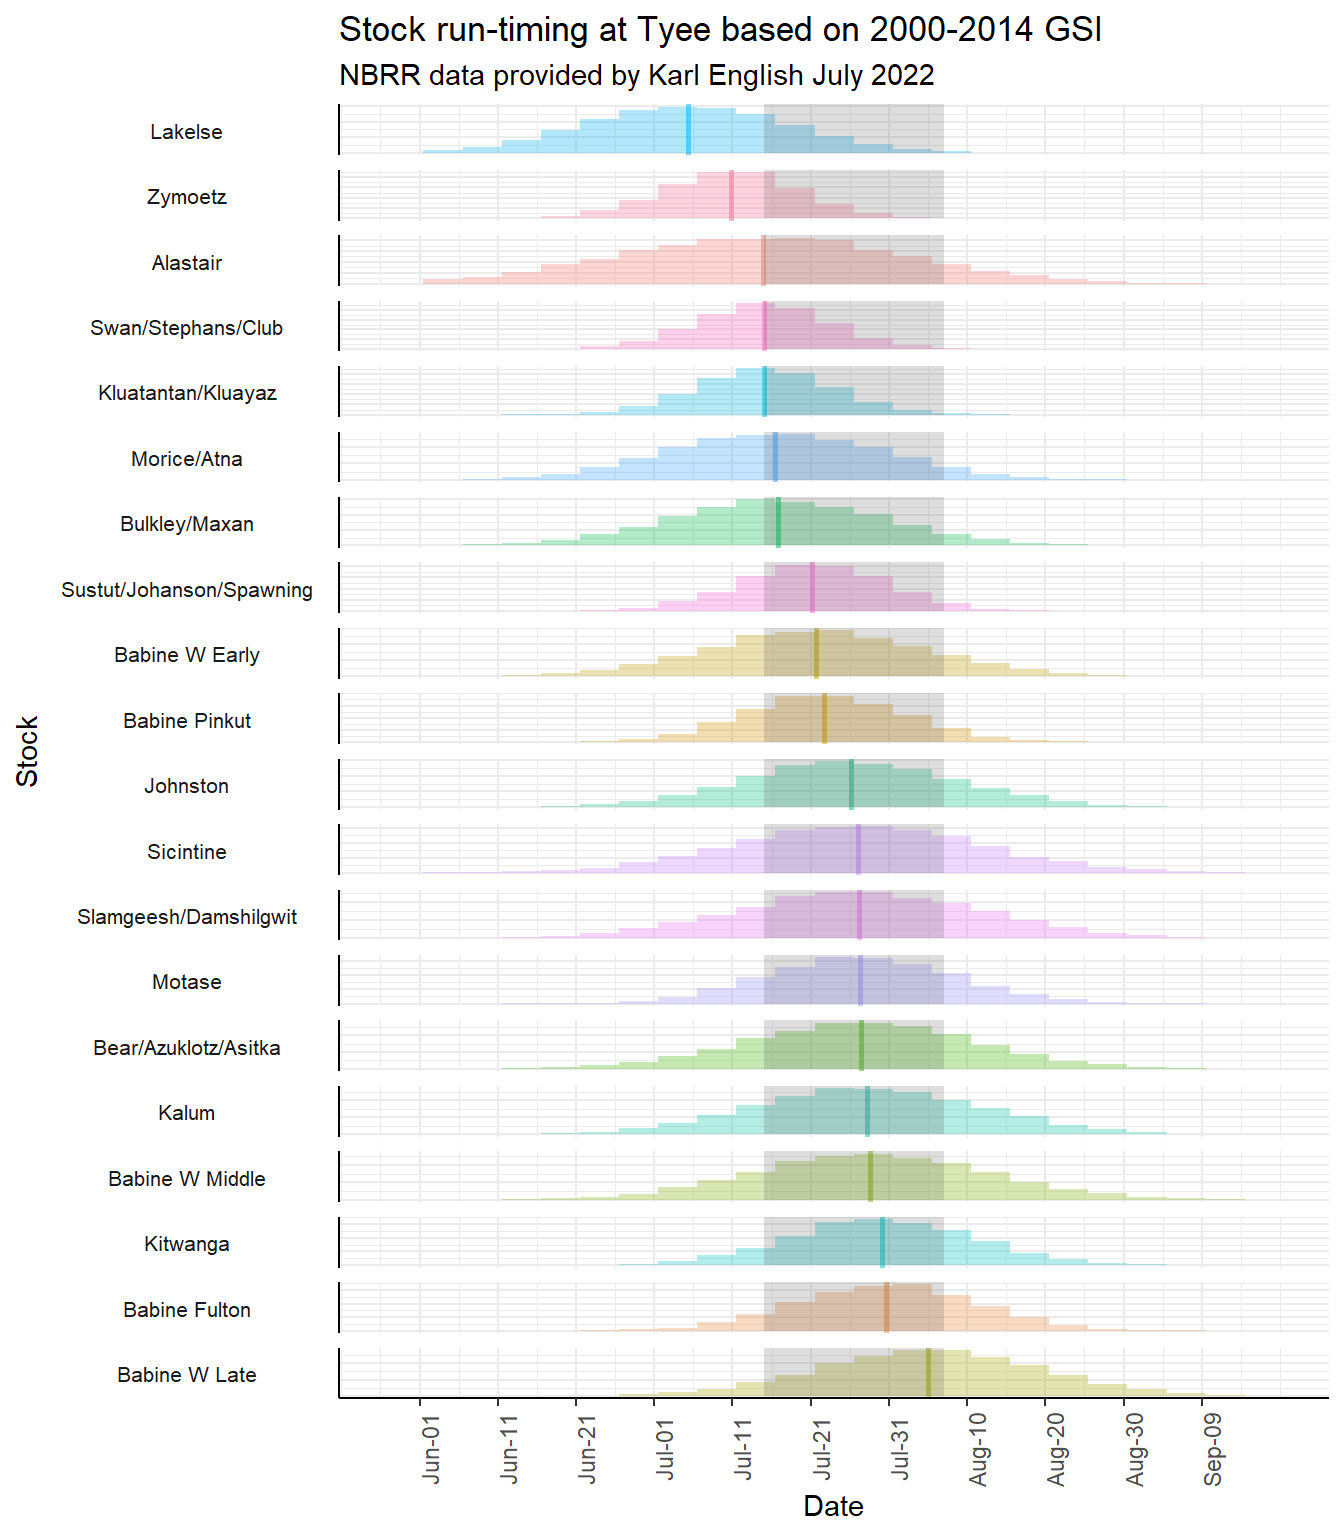 Stock run-timing at Tyee based on 2000-2014 GSI
NBRR data provided by Karl English July 2022
Lakelse
Zymoetz
Alastair
Swan/Stephans/Club
Kluatantan/Kluayaz
Morice/Atna
Bulkley/Maxan
Sustut/Johanson/Spawning
Babine W Early
Babine Pinkut
Johnston
Sicintine
Slamgeesh/Damshilgwit
Motase
Bear/Azuklotz/Asitka
Kalum
Babine W Middle
Kitwanga
Babine Fulton
Babine W Late
Stock
Jun-01
Jun-11
Jun-21
Jul-01
Jul-11
Jul-21
Jul-31
Aug-10
Aug-20
Aug-30
Sep-09
Date